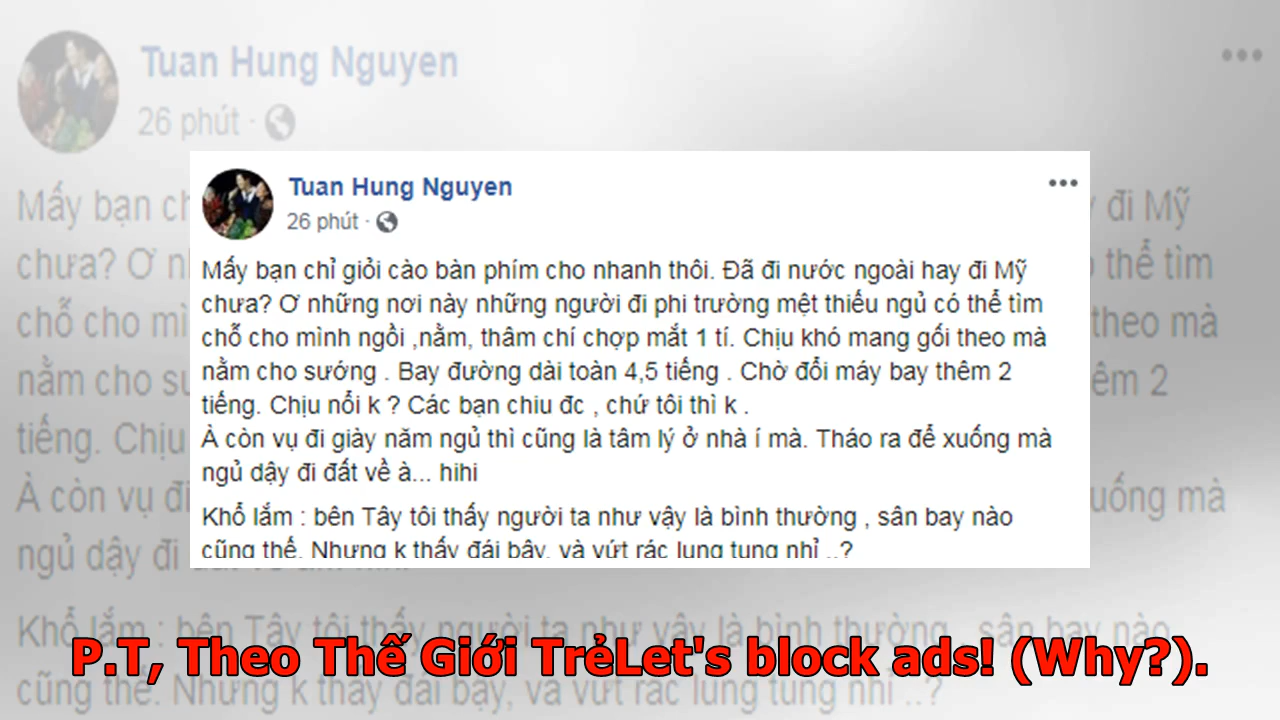 Tuan Hung Nguyen
26 phút ·
Mấy bạn chỉ giỏi cào bàn phím cho nhanh thôi. Đã đi nước ngoài hay đi Mỹ
chưa? Ơ những nơi này những người đi phi trường mệt thiếu ngủ có thể tìm
chỗ cho mình ngồi ,nằm, thâm chí chợp mắt 1 tí. Chịu khó mang gối theo mà
nằm cho sướng . Bay đường dài toàn 4,5 tiếng . Chờ đổi máy bay thêm 2
tiếng. Chịu nổi k ? Các bạn chiu đc , chứ tôi thì k .
À còn vụ đi giày năm ngủ thì cũng là tâm lý ở nhà í mà. Tháo ra để xuống mà
ngủ dậy đi đất về à... hihi
Khổ lắm : bên Tây tôi thấy người ta như vậy là bình thường , sân bay nào
cũng thế. Nhưng k thấy đái bậy, và vứt rác lung tung nhỉ ..?
P.T, Theo Thế Giới TrẻLet's block ads! (Why?).